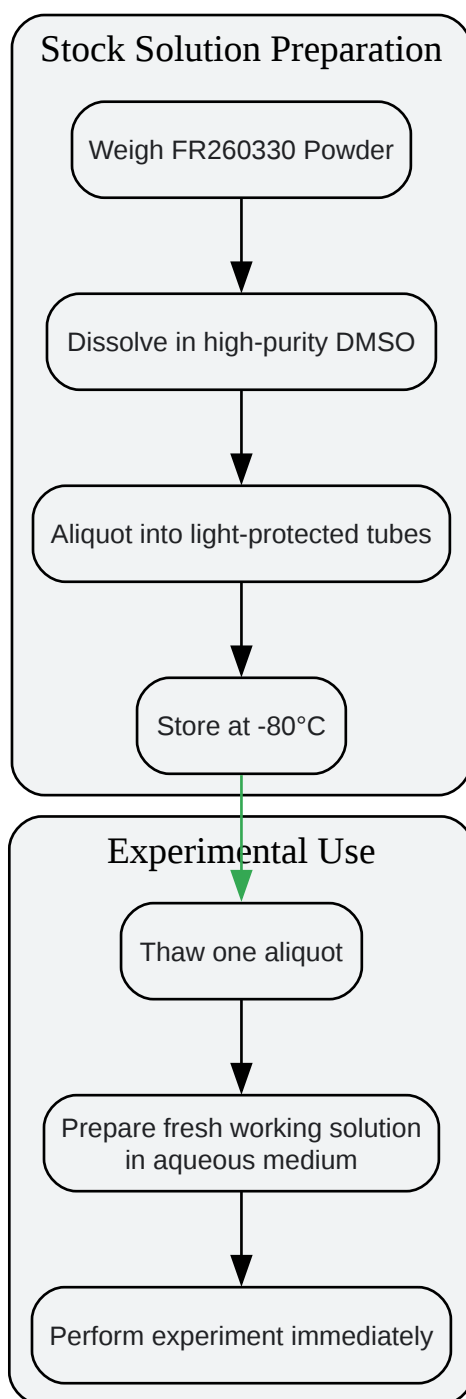 Stock Solution Preparation
Weigh FR260330 Powder
Dissolve in high-purity DMSO
Aliquot into light-protected tubes
Store at -80°C
Experimental Use
Thaw one aliquot
Prepare fresh working solution
in aqueous medium
Perform experiment immediately